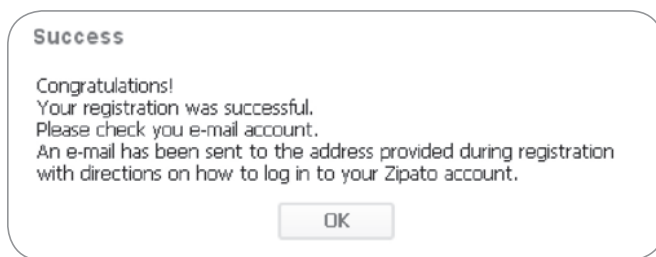 Success
Congratulations!
Your registration was successful.
Please check you e-mail account.
An e-mail has been sent to the address provided during registration
with directions on how to log in to your Zipato account.
OK